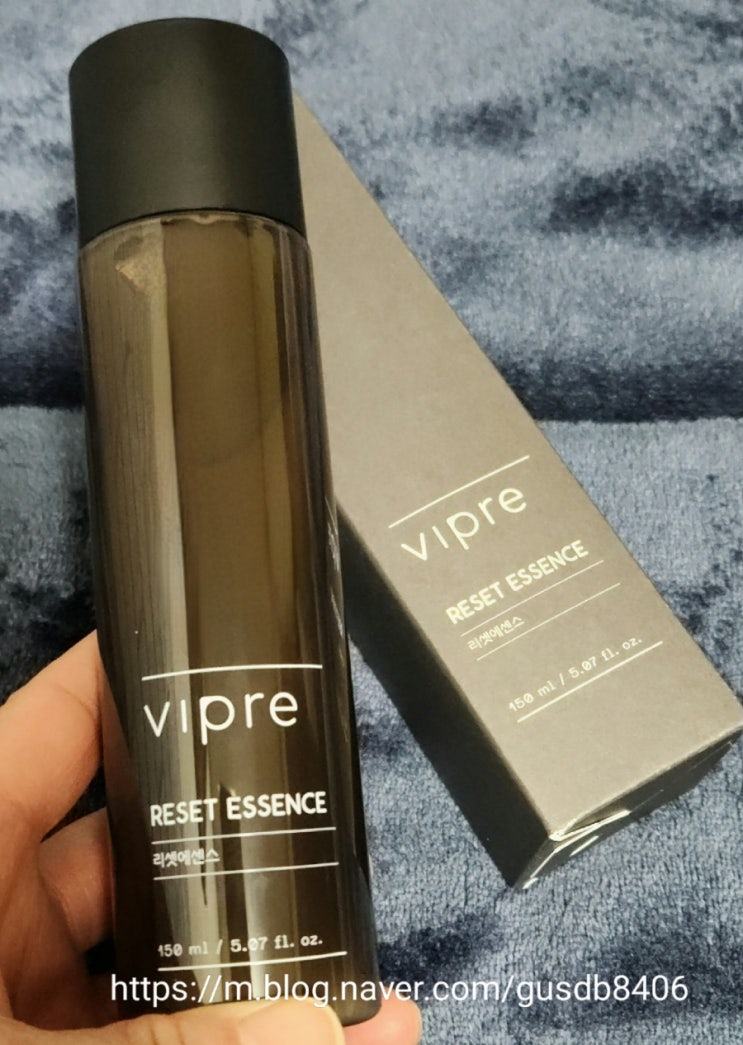 vipre
RESET ESSENCE
리셋에센스
150 ml / 5.07 fl. oz.
vipre
RESET ESSENCE
리셋에센스
150 ml / 5.07 fl. oz.
https://m.blog.naver.com/gusdb8406